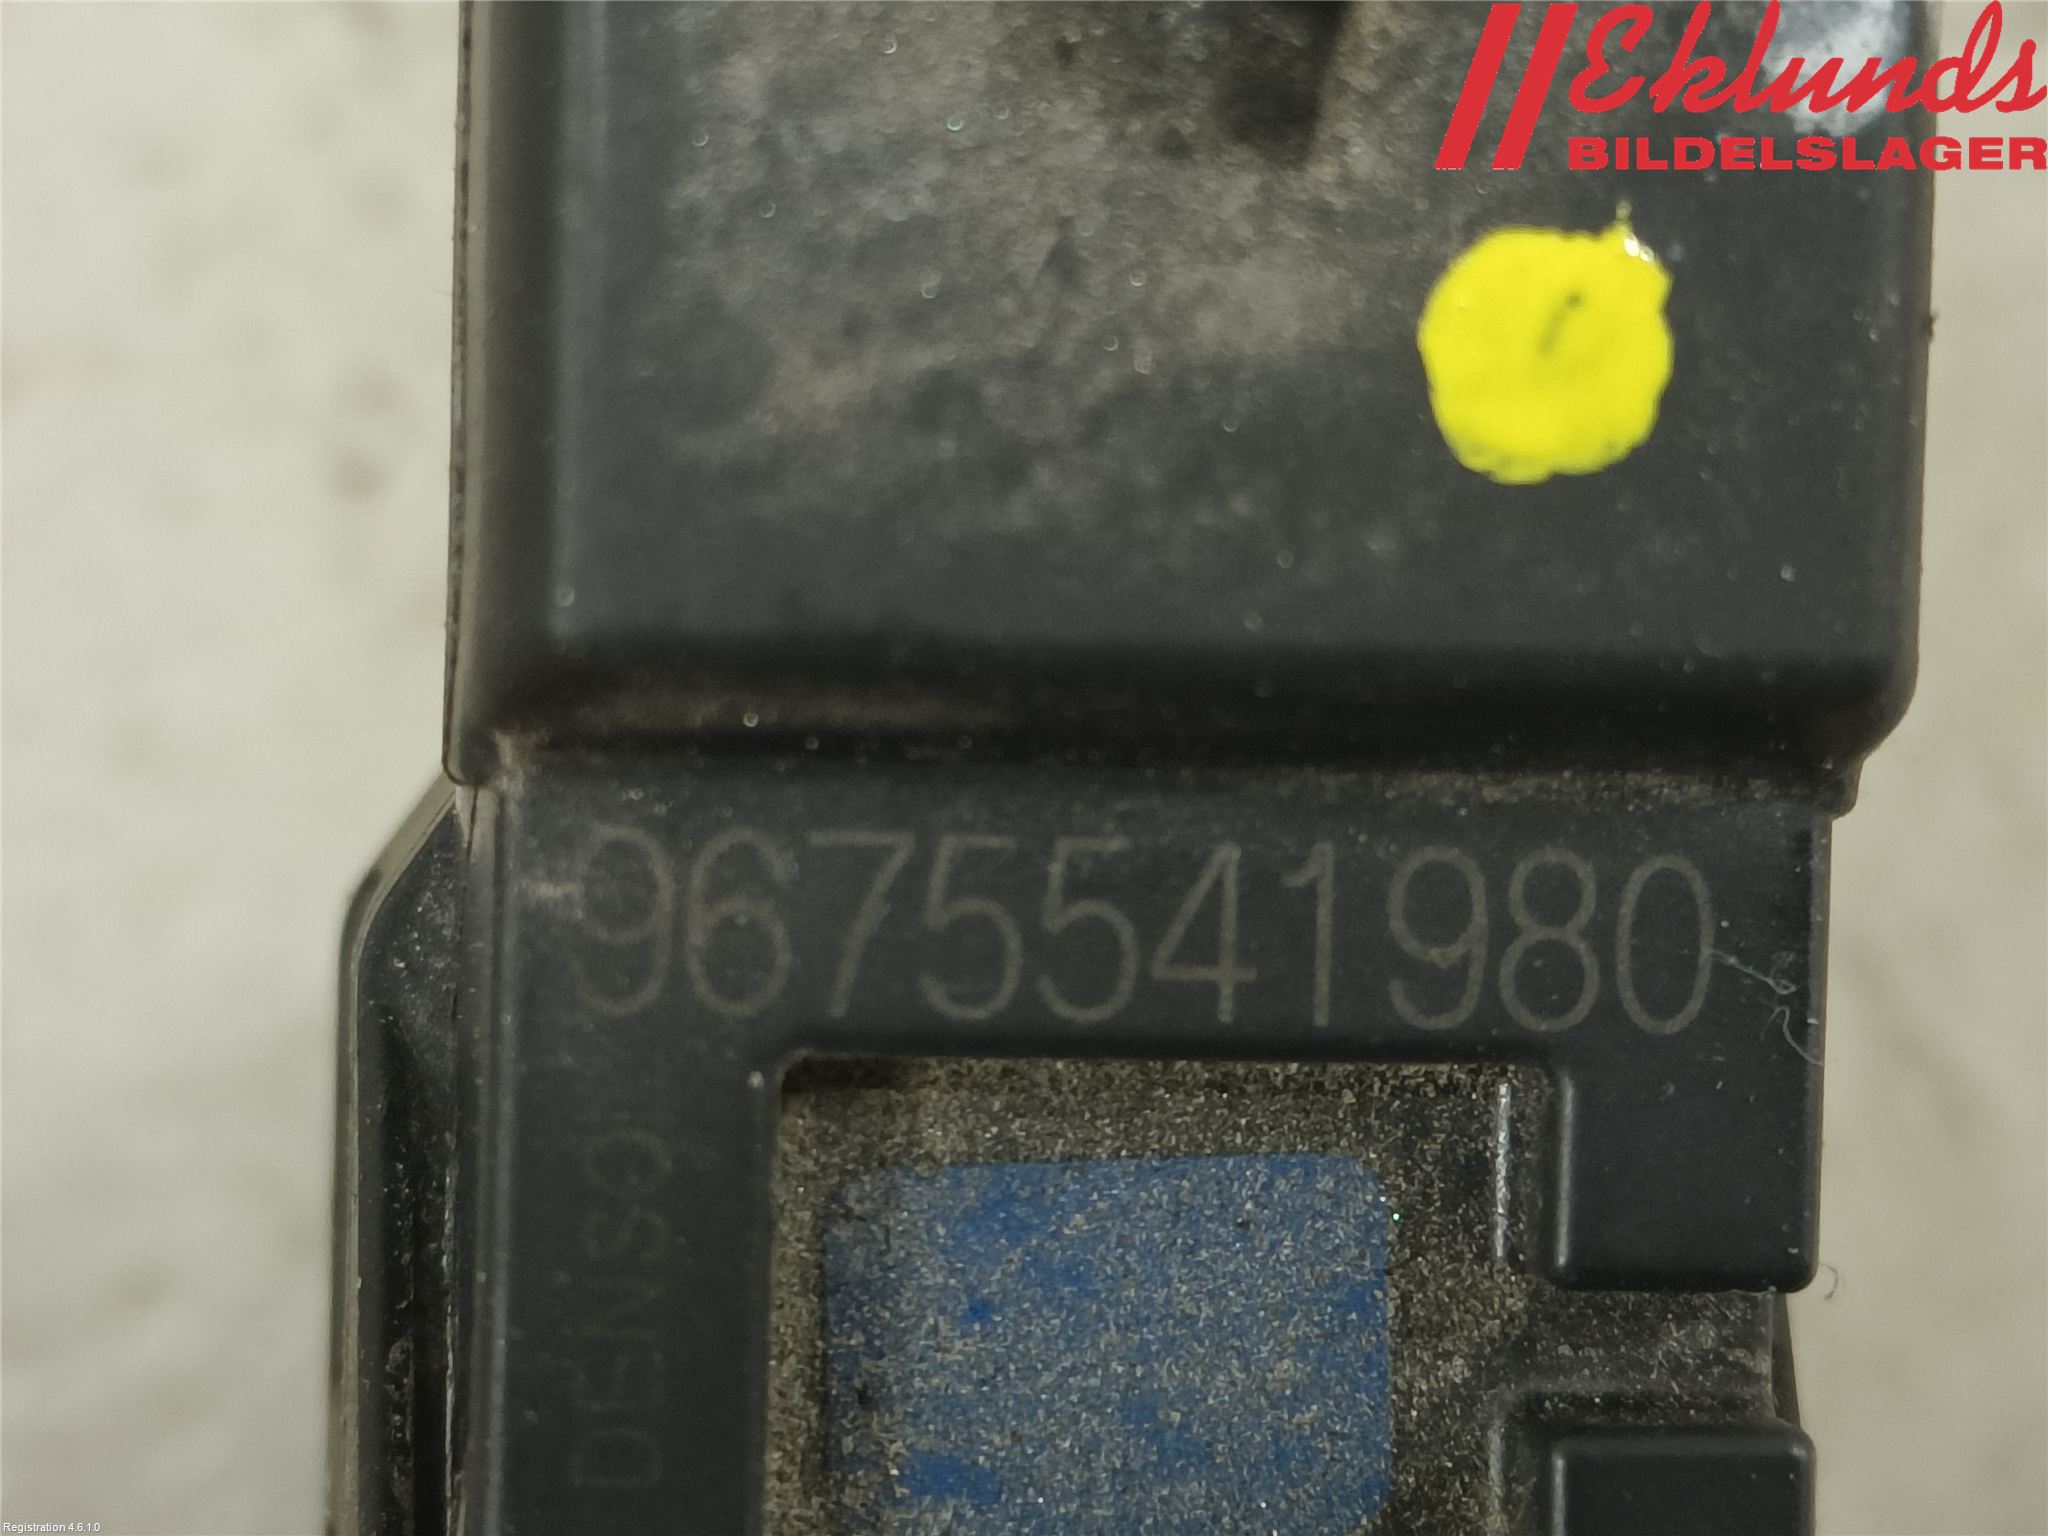 Eklunds
BILDELSLAGER
9675541980
DENSO
Registration 4.6.1.0